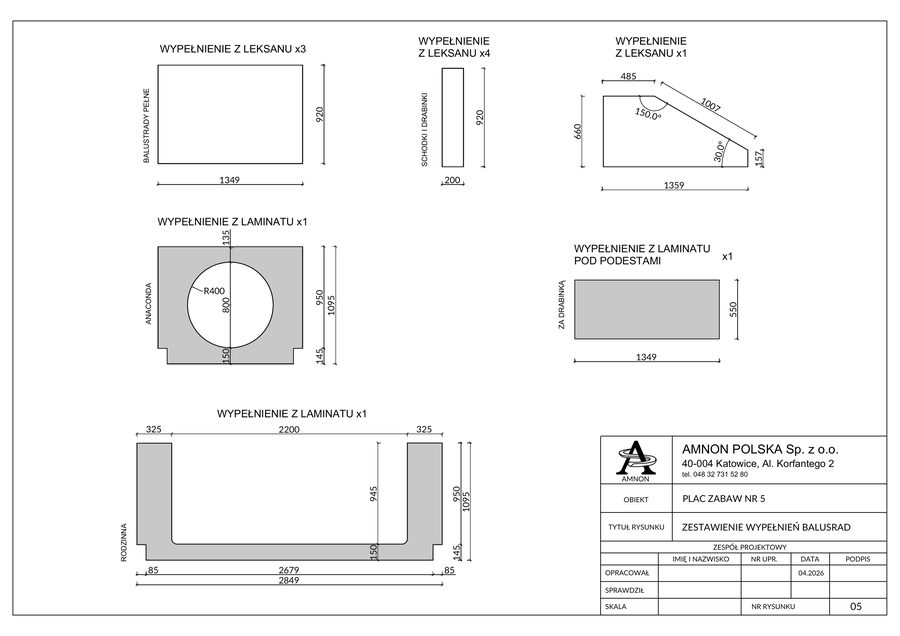 WYPEŁNIENIE Z LEKSANU x3
BALUSTRADY PEŁNE
920
1349
WYPEŁNIENIE
Z LEKSANU x4
SCHODKI I DRABINKI
920
200
WYPEŁNIENIE
Z LEKSANU x1
485
1007
150.0°
660
30.0°
157
1359
WYPEŁNIENIE Z LAMINATU x1
135
ANACONDA
R400
800
950
1095
150
145
WYPEŁNIENIE Z LAMINATU
POD PODESTAMI
x1
ZA DRABINKĄ
550
1349
WYPEŁNIENIE Z LAMINATU x1
325
2200
325
RODZINNA
945
950
1095
150
145
85
2679
85
2849
AMNON
AMNON POLSKA Sp. z o.o.
40-004 Katowice, Al. Korfantego 2
tel. 048 32 731 52 80
OBIEKT
PLAC ZABAW NR 5
TYTUŁ RYSUNKU
ZESTAWIENIE WYPEŁNIEŃ BALUSRAD
ZESPÓŁ PROJEKTOWY
IMIĘ I NAZWISKO
NR UPR.
DATA
PODPIS
OPRACOWAŁ
04.2026
SPRAWDZIŁ
SKALA
NR RYSUNKU
05